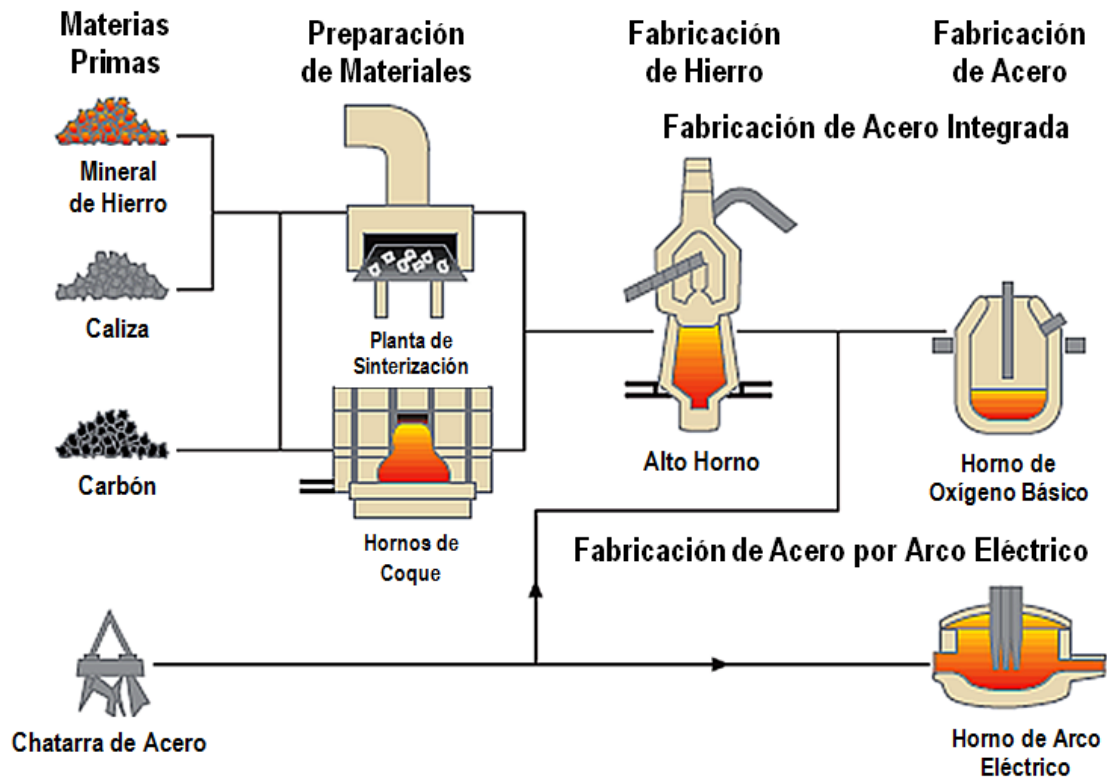 Materias
Primas
Preparación
de Materiales
Fabricación
de Hierro
Fabricación
de Acero
Fabricación de Acero Integrada
Mineral
de Hierro
Caliza
Planta de
Sinterización
Carbón
Alto Horno
Horno de
Oxígeno Básico
Hornos de
Coque
Fabricación de Acero por Arco Eléctrico
Chatarra de Acero
Horno de Arco
Eléctrico